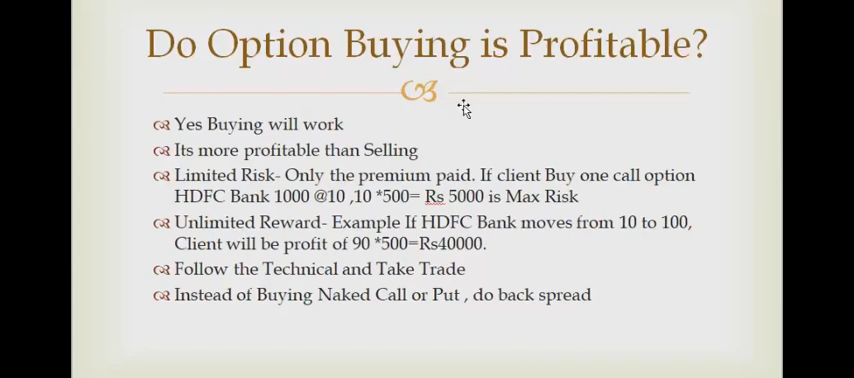 Do Option Buying is Profitable?
Yes Buying will work
Its more profitable than Selling
Limited Risk- Only the premium paid. If client Buy one call option
HDFC Bank 1000 @10 ,10 *500= Rs 5000 is Max Risk
Unlimited Reward- Example If HDFC Bank moves from 10 to 100,
Client will be profit of 90 *500=Rs40000.
Follow the Technical and Take Trade
Instead of Buying Naked Call or Put , do back spread